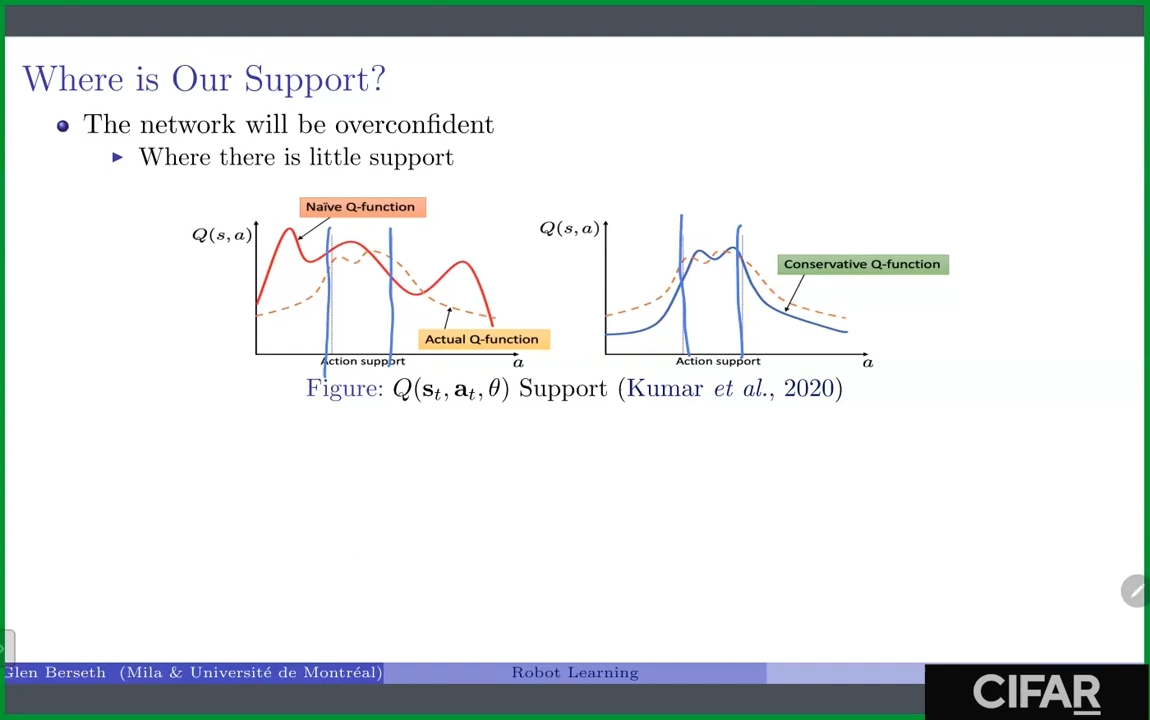 Where is Our Support?
The network will be overconfident
Where there is little support
Naïve Q-function
Q(s, a)
Actual Q-function
Action support
a
Q(s, a)
Conservative Q-function
Action support
a
Figure: Q(s_t, a_t, θ) Support (Kumar et al., 2020)
Glen Berseth (Mila & Université de Montréal)
Robot Learning
CIFAR